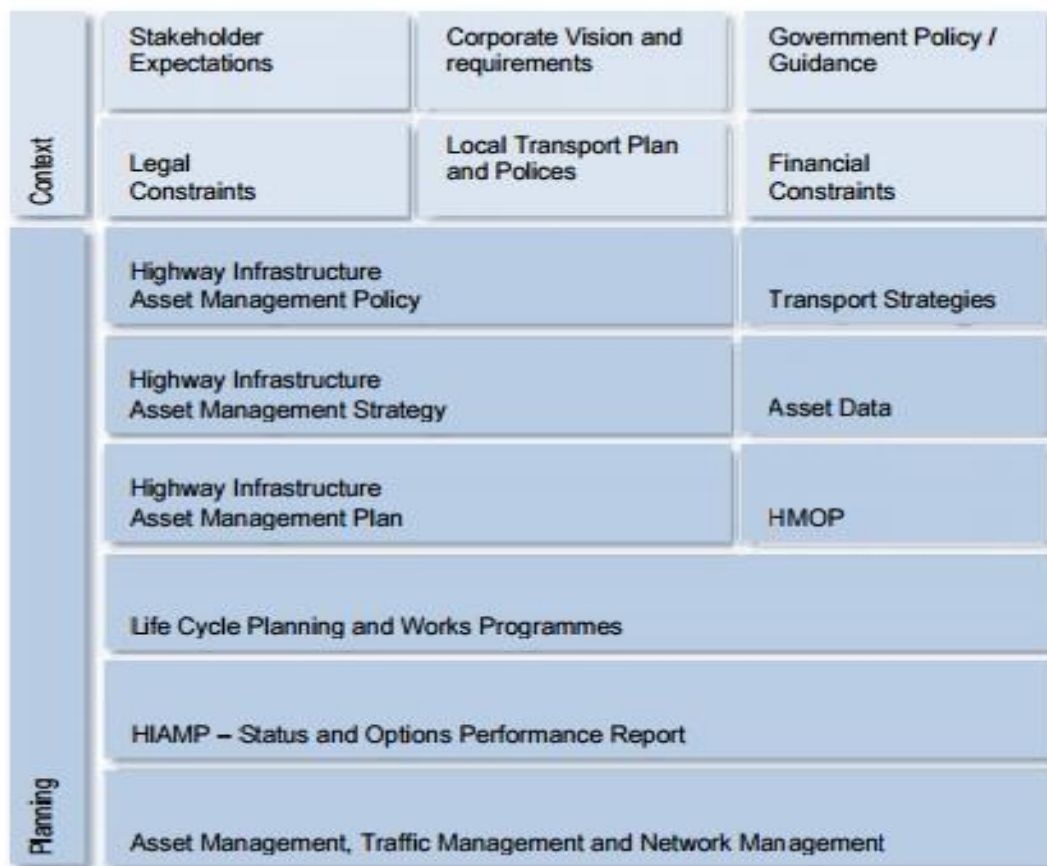 Context
Stakeholder
Expectations
Corporate Vision and
requirements
Government Policy /
Guidance
Legal
Constraints
Local Transport Plan
and Polices
Financial
Constraints
Planning
Highway Infrastructure
Asset Management Policy
Transport Strategies
Highway Infrastructure
Asset Management Strategy
Asset Data
Highway Infrastructure
Asset Management Plan
HMOP
Life Cycle Planning and Works Programmes
HIAMP – Status and Options Performance Report
Asset Management, Traffic Management and Network Management